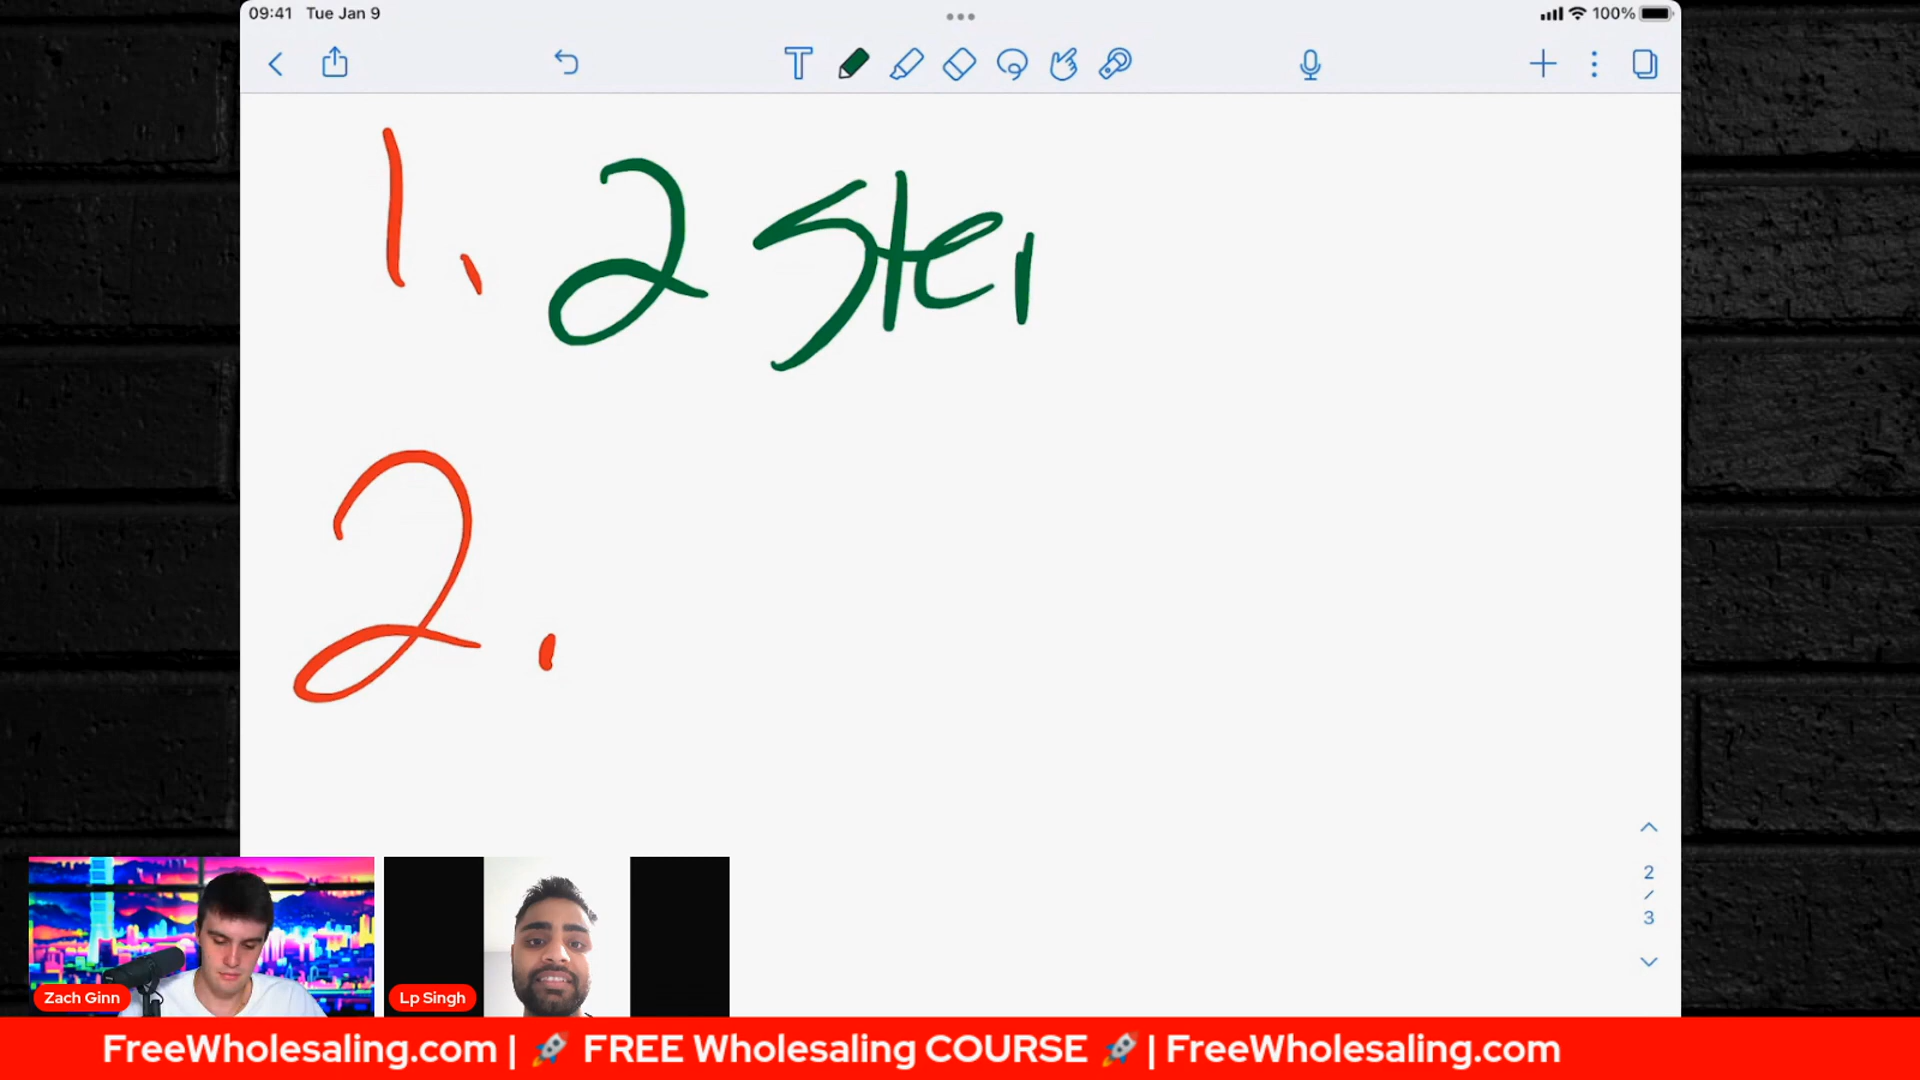 09:41 Tue Jan 9 100%
1. 2 Ste
2.
2
/
3
Zach Ginn
Lp Singh
FreeWholesaling.com | 🚀 FREE Wholesaling COURSE 🚀 | FreeWholesaling.com